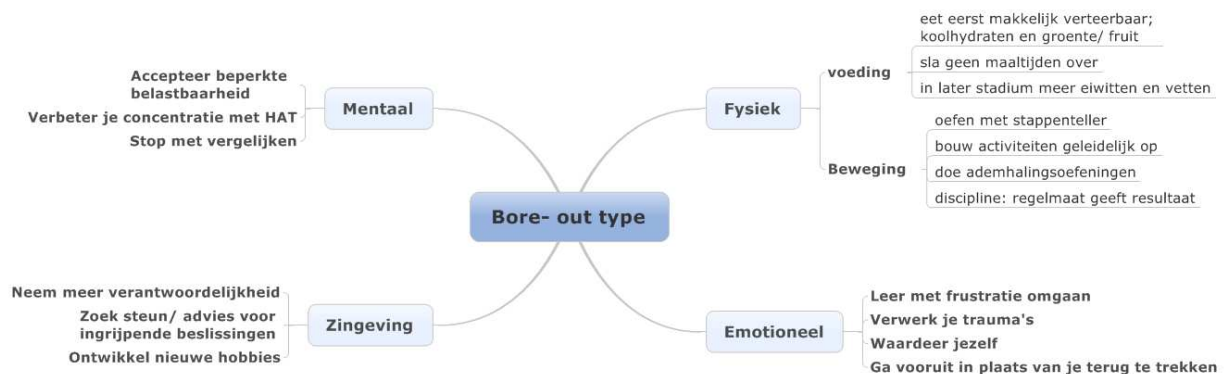 Bore- out type
Mentaal
Accepteer beperkte
belastbaarheid
Verbeter je concentratie met HAT
Stop met vergelijken
Fysiek
voeding
eet eerst makkelijk verteerbaar;
koolhydraten en groente/ fruit
sla geen maaltijden over
in later stadium meer eiwitten en vetten
Beweging
oefen met stappenteller
bouw activiteiten geleidelijk op
doe ademhalingsoefeningen
discipline: regelmaat geeft resultaat
Zingeving
Neem meer verantwoordelijkheid
Zoek steun/ advies voor
ingrijpende beslissingen
Ontwikkel nieuwe hobbies
Emotioneel
Leer met frustratie omgaan
Verwerk je trauma's
Waardeer jezelf
Ga vooruit in plaats van je terug te trekken